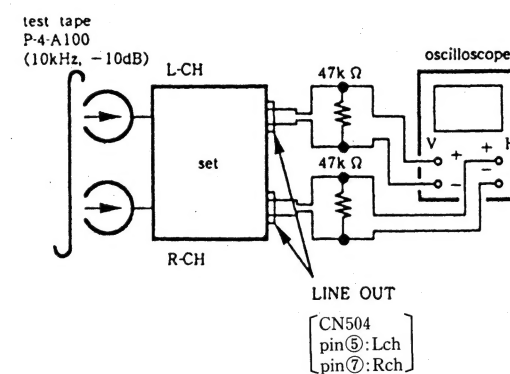 test tape
P-4-A100
(10kHz, −10dB)
L-CH
47k Ω
oscilloscope
set
V
+
+
H
−
−
47k Ω
R-CH
LINE OUT
CN504
pin⑤:Lch
pin⑦:Rch